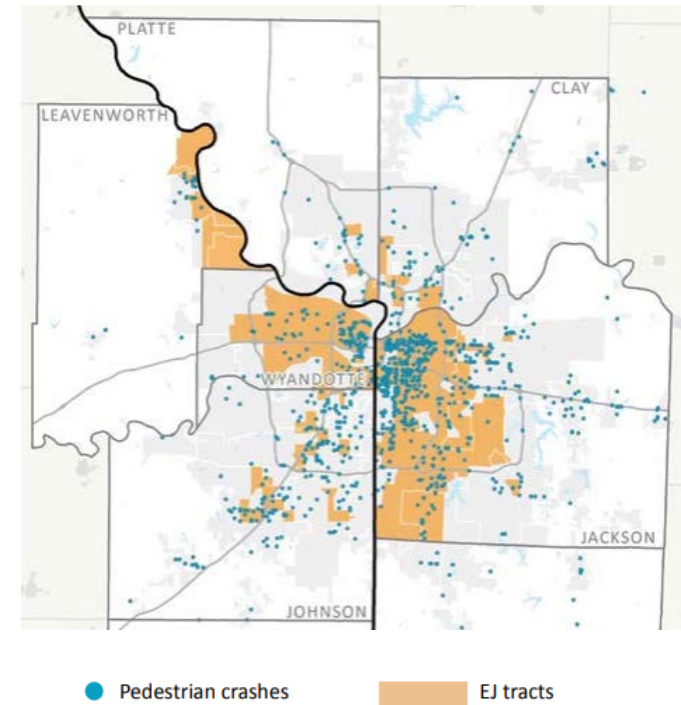 PLATTE
CLAY
LEAVENWORTH
WYANDOTTE
JACKSON
JOHNSON
Pedestrian crashes
EJ tracts